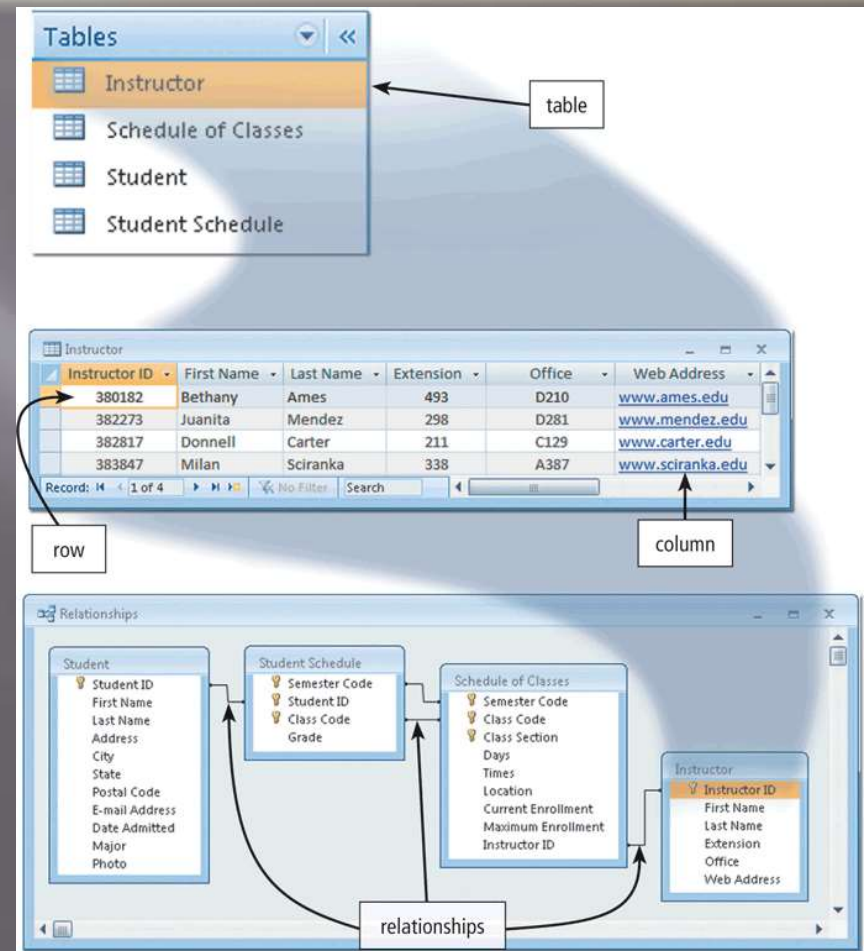 Tables
Instructor
table
Schedule of Classes
Student
Student Schedule
Instructor
Instructor ID First Name Last Name Extension Office Web Address
380182 Bethany Ames 493 D210 www.ames.edu
382273 Juanita Mendez 298 D281 www.mendez.edu
382817 Donnell Carter 211 C129 www.carter.edu
383847 Milan Sciranka 338 A387 www.sciranka.edu
Record: 1 of 4 No Filter Search
row
column
Relationships
Student
Student ID
First Name
Last Name
Address
City
State
Postal Code
E-mail Address
Date Admitted
Major
Photo
Student Schedule
Semester Code
Student ID
Class Code
Grade
Schedule of Classes
Semester Code
Class Code
Class Section
Days
Times
Location
Current Enrollment
Maximum Enrollment
Instructor ID
Instructor
Instructor ID
First Name
Last Name
Extension
Office
Web Address
relationships